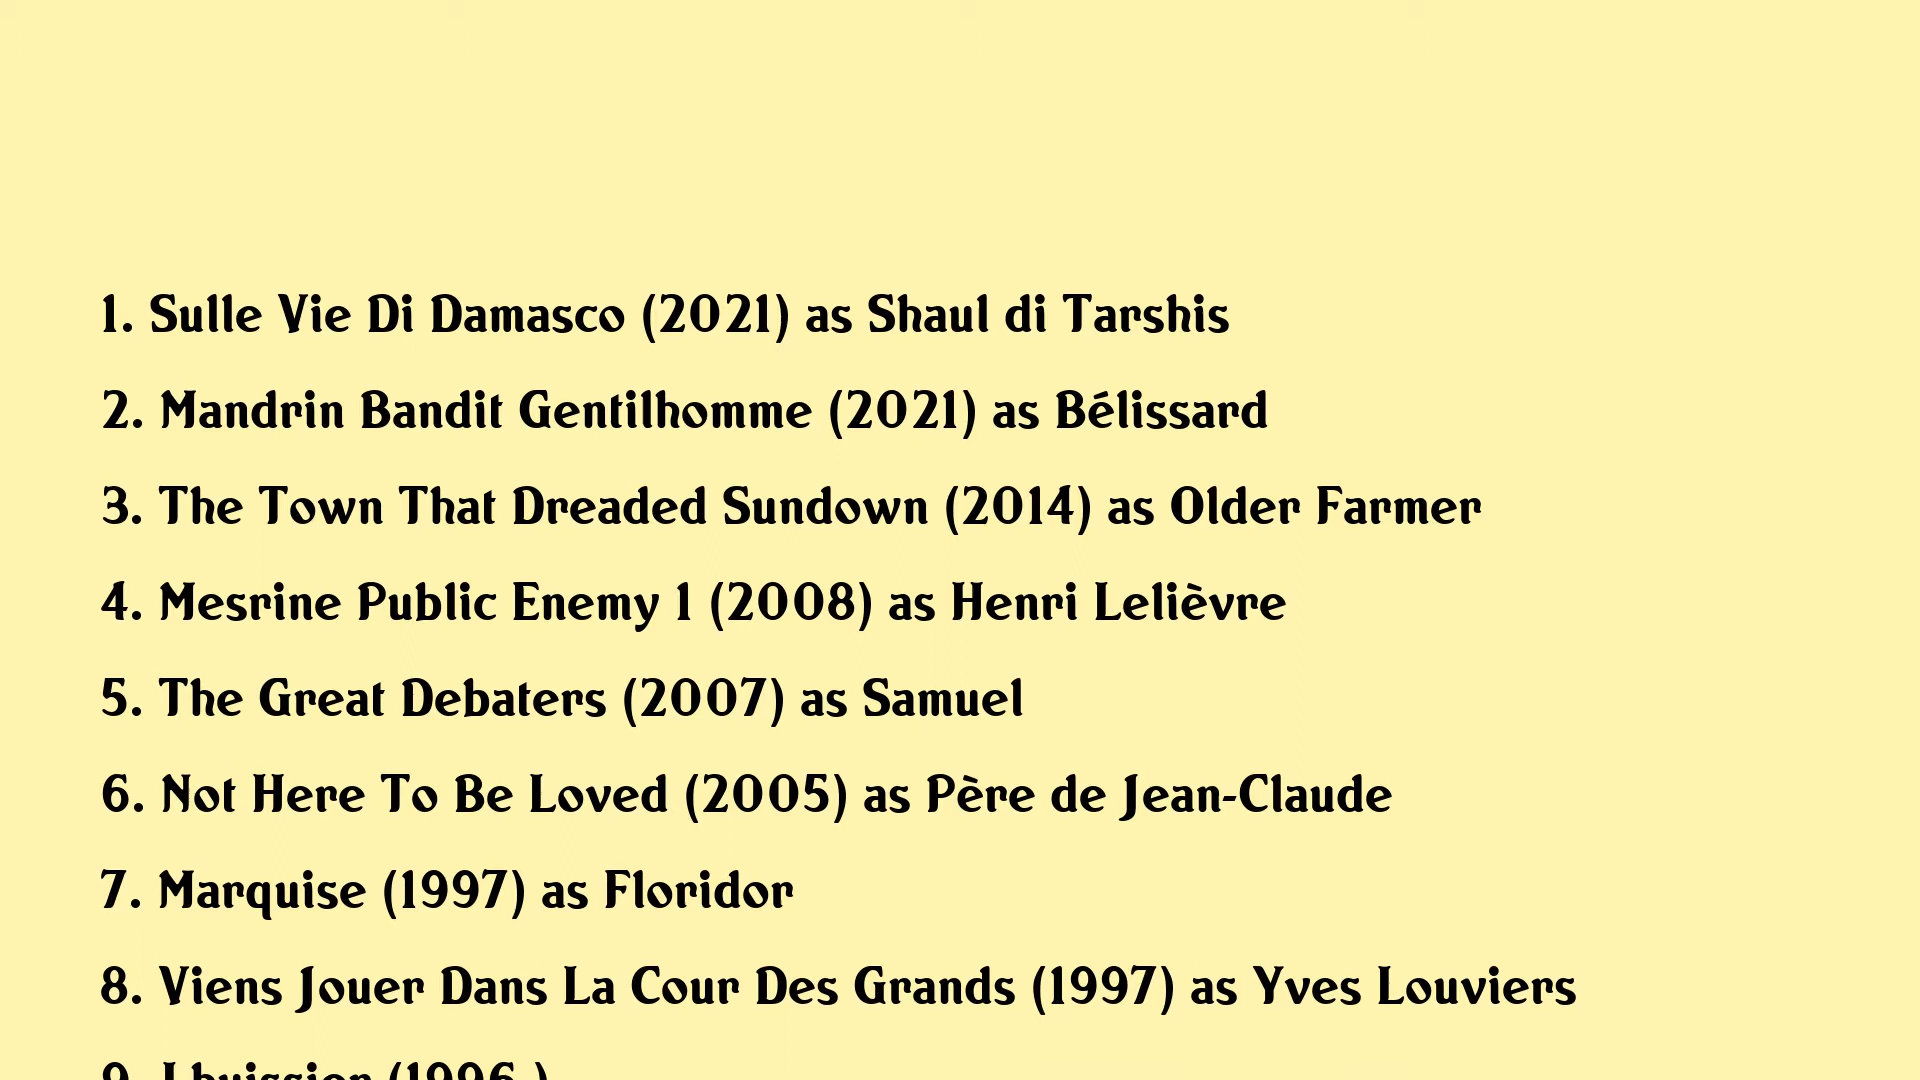 1. Sulle Vie Di Damasco (2021) as Shaul di Tarshis
2. Mandrin Bandit Gentilhomme (2021) as Bélissard
3. The Town That Dreaded Sundown (2014) as Older Farmer
4. Mesrine Public Enemy 1 (2008) as Henri Lelièvre
5. The Great Debaters (2007) as Samuel
6. Not Here To Be Loved (2005) as Père de Jean-Claude
7. Marquise (1997) as Floridor
8. Viens Jouer Dans La Cour Des Grands (1997) as Yves Louviers
9. Lhuissier (1996 )